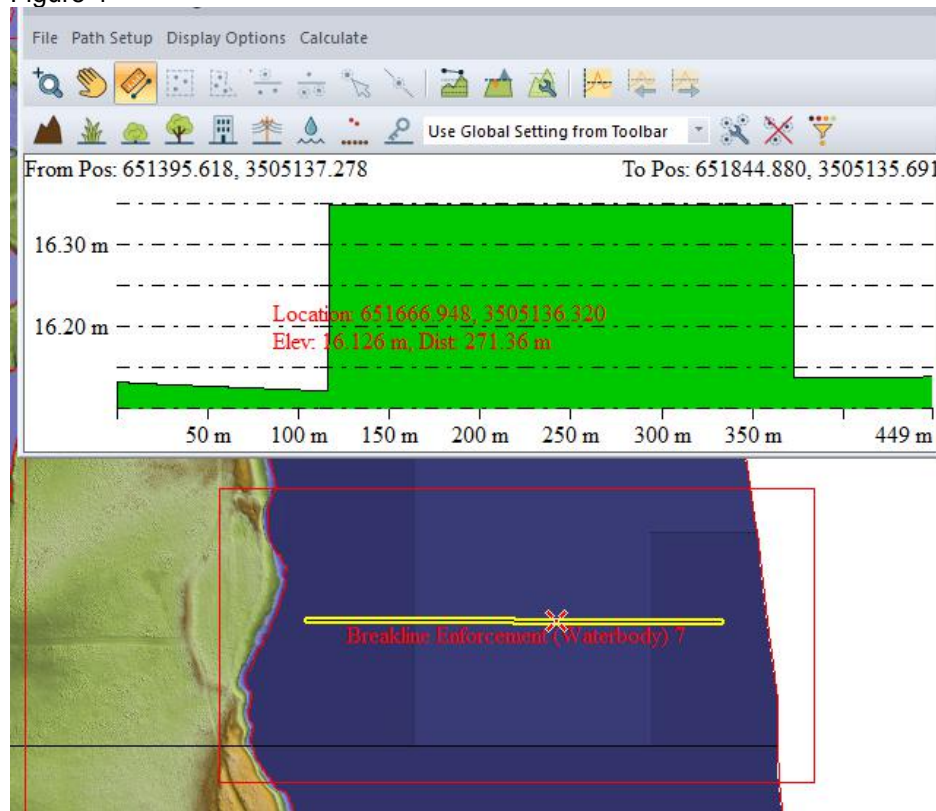 File Path Setup Display Options Calculate
Use Global Setting from Toolbar
From Pos: 651395.618, 3505137.278 To Pos: 651844.880, 3505135.691
16.30 m
Location: 651666.948, 3505136.320
16.20 m
Elev: 16.126 m, Dist: 271.36 m
50 m 100 m 150 m 200 m 250 m 300 m 350 m 449 m
Breakline Enforcement (Waterbody) 7